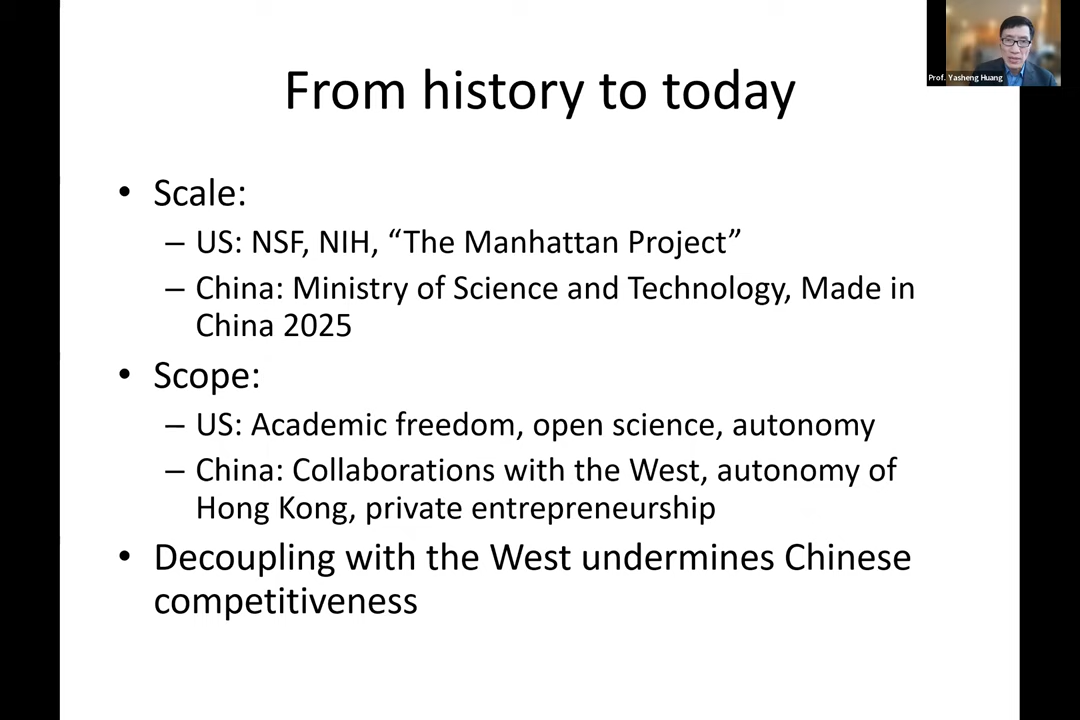 Prof. Yasheng Huang
From history to today
• Scale:
– US: NSF, NIH, “The Manhattan Project”
– China: Ministry of Science and Technology, Made in
China 2025
• Scope:
– US: Academic freedom, open science, autonomy
– China: Collaborations with the West, autonomy of
Hong Kong, private entrepreneurship
• Decoupling with the West undermines Chinese
competitiveness